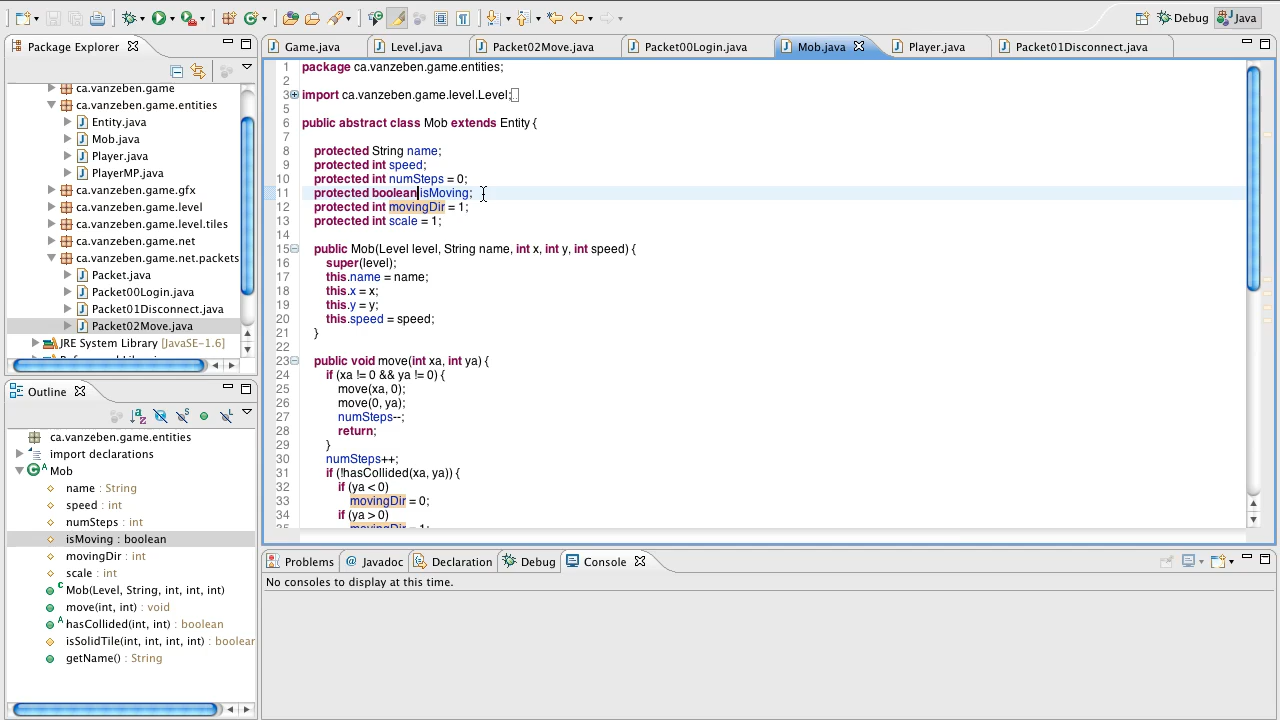 Debug
Java
Package Explorer
ca.vanzeben.game
ca.vanzeben.game.entities
Entity.java
Mob.java
Player.java
PlayerMP.java
ca.vanzeben.game.gfx
ca.vanzeben.game.level
ca.vanzeben.game.level.tiles
ca.vanzeben.game.net
ca.vanzeben.game.net.packets
Packet.java
Packet00Login.java
Packet01Disconnect.java
Packet02Move.java
JRE System Library [JavaSE-1.6]
Outline
ca.vanzeben.game.entities
import declarations
Mob
name : String
speed : int
numSteps : int
isMoving : boolean
movingDir : int
scale : int
Mob(Level, String, int, int, int)
move(int, int) : void
hasCollided(int, int) : boolean
isSolidTile(int, int, int, int) : boolear
getName() : String
Game.java
Level.java
Packet02Move.java
Packet00Login.java
Mob.java
Player.java
Packet01Disconnect.java
1 package ca.vanzeben.game.entities;
2
3 import ca.vanzeben.game.level.Level;
5
6 public abstract class Mob extends Entity {
7
8 protected String name;
9 protected int speed;
10 protected int numSteps = 0;
11 protected boolean isMoving;
12 protected int movingDir = 1;
13 protected int scale = 1;
14
15 public Mob(Level level, String name, int x, int y, int speed) {
16 super(level);
17 this.name = name;
18 this.x = x;
19 this.y = y;
20 this.speed = speed;
21 }
22
23 public void move(int xa, int ya) {
24 if (xa != 0 && ya != 0) {
25 move(xa, 0);
26 move(0, ya);
27 numSteps--;
28 return;
29 }
30 numSteps++;
31 if (!hasCollided(xa, ya)) {
32 if (ya < 0)
33 movingDir = 0;
34 if (ya > 0)
35 movingDir = 1;
Problems
Javadoc
Declaration
Debug
Console
No consoles to display at this time.